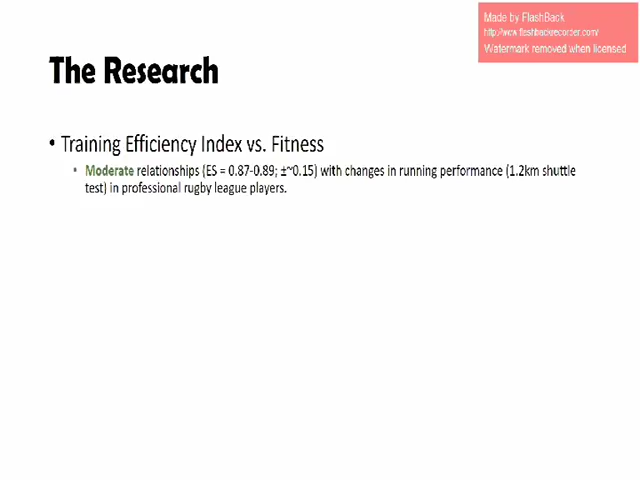 Made by FlashBack
http://www.flashbackrecorder.com/
Watermark removed when licensed
The Research
• Training Efficiency Index vs. Fitness
• Moderate relationships (ES = 0.87-0.89; ±~0.15) with changes in running performance (1.2km shuttle
test) in professional rugby league players.